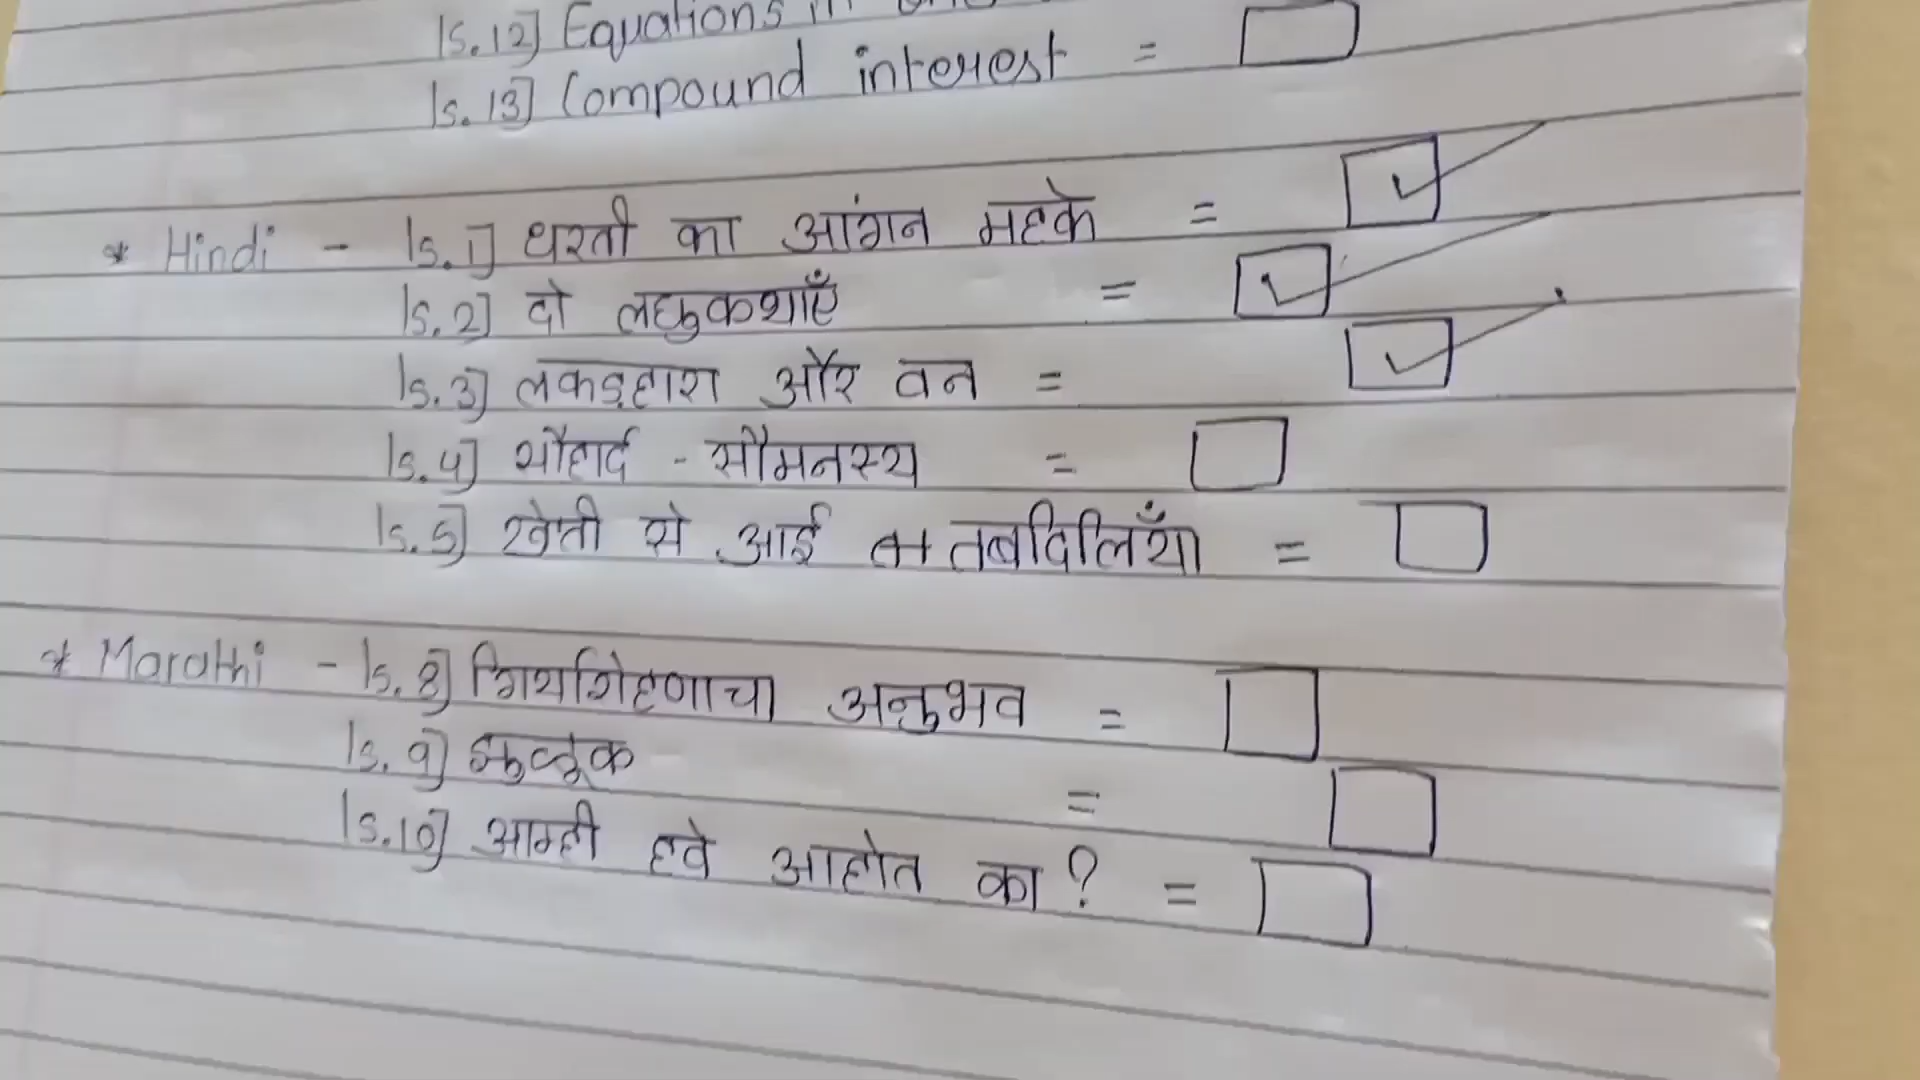 ls.12] Equations in
ls.13] Compound interest =
* Hindi - ls.1] धरती का आंगन महके = ✓
ls.2] दो लघुकथाएँ = ✓
ls.3] लकड़हारा और वन = ✓
ls.4] सौहार्द - सौमनस्य =
ls.5] खेती से आई तब्दिलियाँ =
* Marathi - ls.8] गिर्यारोहणाचा अनुभव =
ls.9] झुळूक =
ls.10] आम्ही हवे आहोत का? =